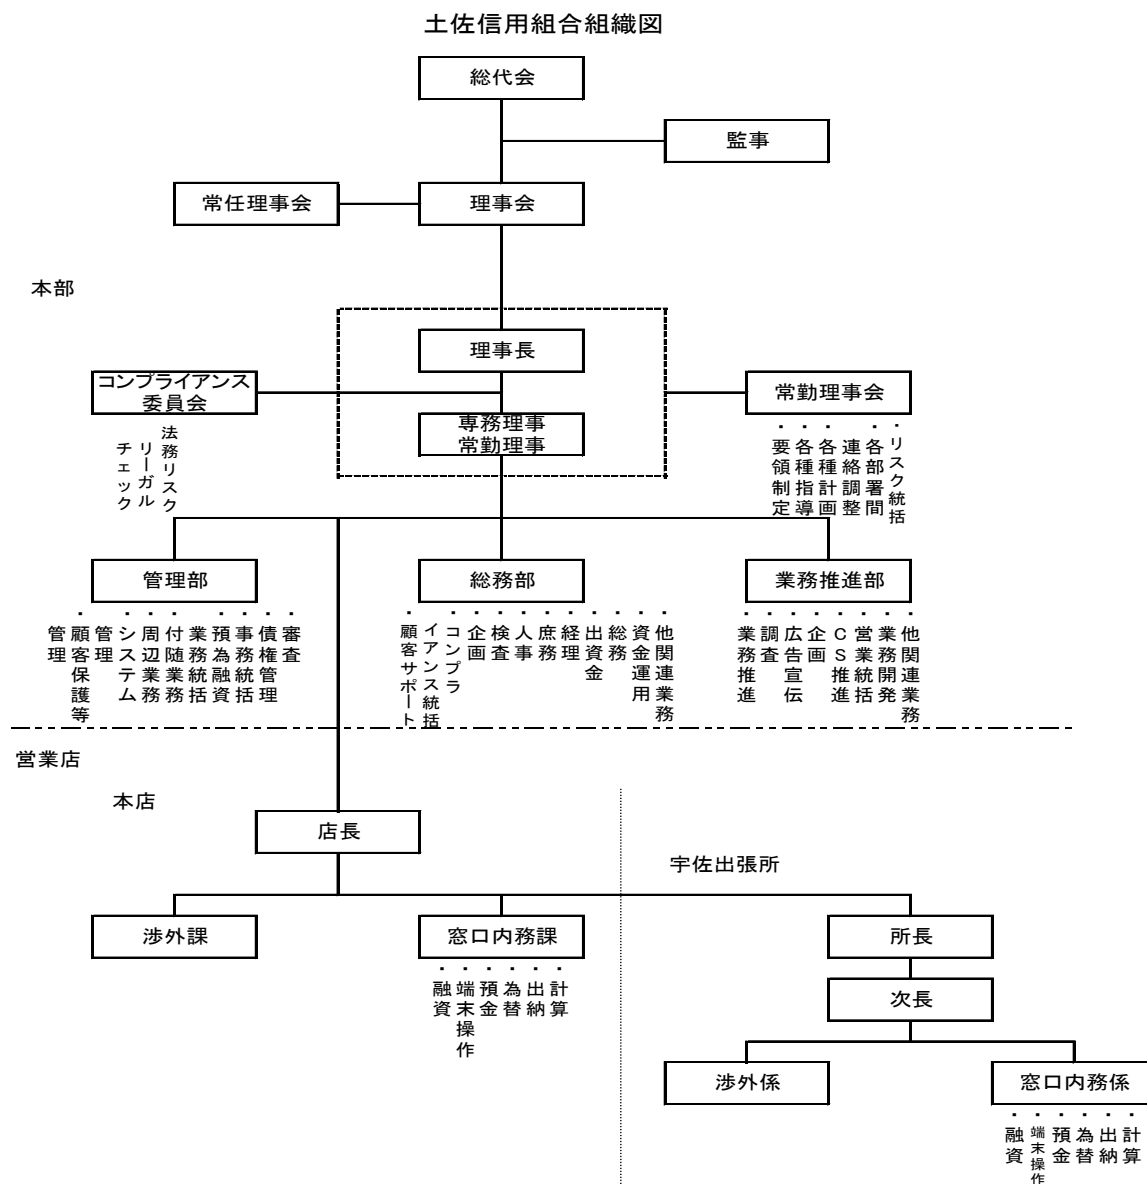 土佐信用組合組織図
総代会
監事
常任理事会
理事会
本部
理事長
コンプライアンス
委員会
専務理事
常勤理事
常勤理事会
法務リスク
リーガル
チェック
・リスク統括
・各部署間
連絡調整
・各種計画
・各種指導
・要領制定
管理部
総務部
業務推進部
・審査
・債権管理
・事務統括
・預為融資
業務統括
・付随業務
・周辺業務
・システム
管理
・顧客保護等
管理
・他関連業務
・資金運用
・総務
・出資金
・経理
・庶務
・人事
・検査
・企画
・コンプラ
イアンス統括
・顧客サポート
・他関連業務
・業務開発
・営業統括
・CS推進
・企画
・広告宣伝
・調査
・業務推進
営業店
本店
店長
宇佐出張所
渉外課
窓口内務課
所長
・計算
・出納
・為替
・預金
・端末操作
・融資
次長
渉外係
窓口内務係
・計算
・出納
・為替
・預金
・端末操作
・融資